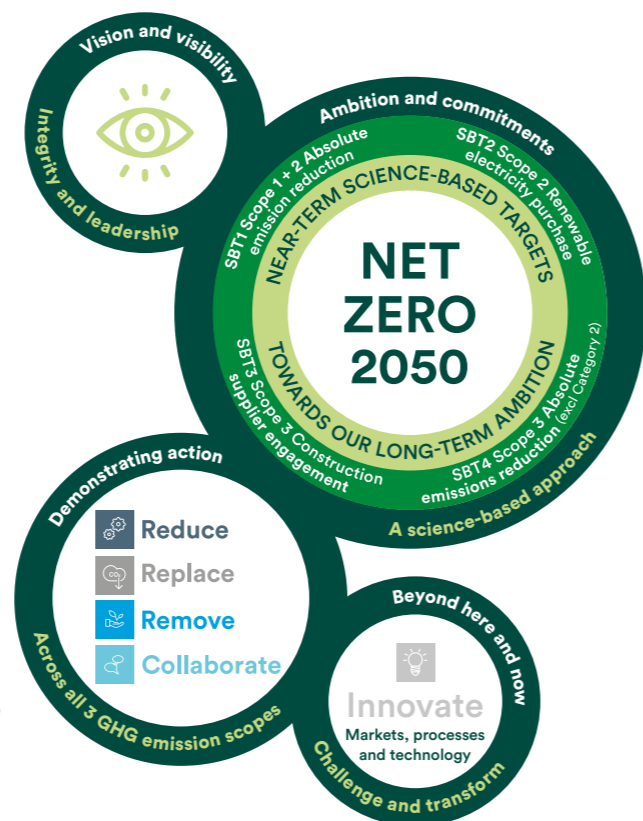 Vision and visibility
Integrity and leadership
Ambition and commitments
SBT1 Scope 1 + 2 Absolute
emission reduction
SBT2 Scope 2 Renewable
electricity purchase
NEAR-TERM SCIENCE-BASED TARGETS
NET
ZERO
2050
TOWARDS OUR LONG-TERM AMBITION
SBT3 Scope 3 Construction
supplier engagement
SBT4 Scope 3 Absolute
emissions reduction (excl Category 2)
A science-based approach
Demonstrating action
Reduce
CO₂
Replace
Remove
Collaborate
Across all 3 GHG emission scopes
Beyond here and now
Innovate
Markets, processes
and technology
Challenge and transform